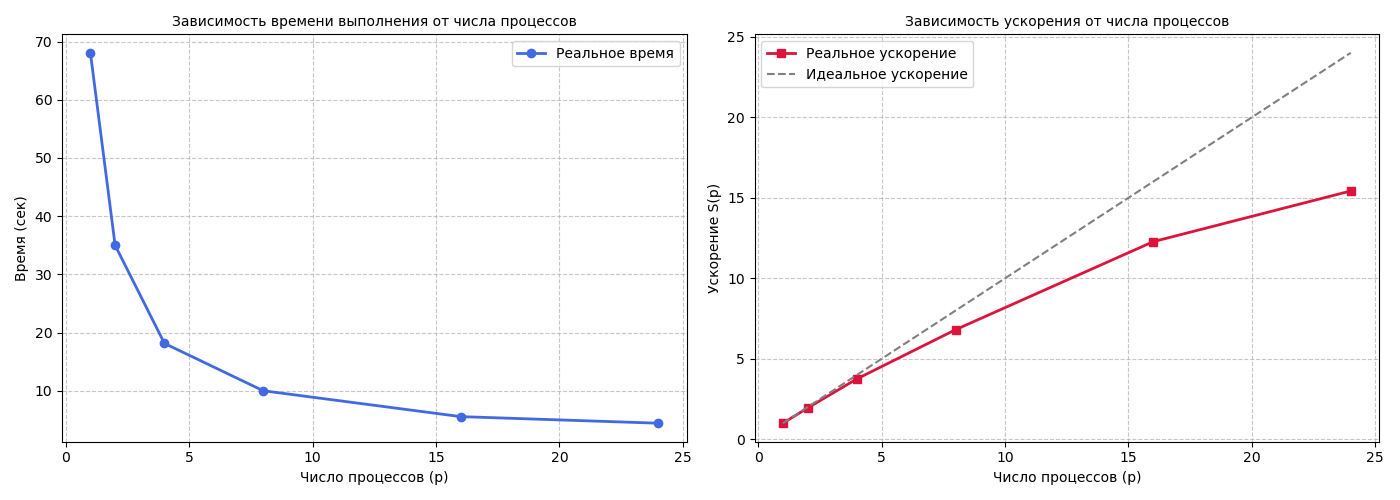 Зависимость времени выполнения от числа процессов
Реальное время
70
60
50
40
30
20
10
Время (сек)
0 5 10 15 20 25
Число процессов (p)
Зависимость ускорения от числа процессов
Реальное ускорение
Идеальное ускорение
25
20
15
10
5
0
Ускорение S(p)
0 5 10 15 20 25
Число процессов (p)